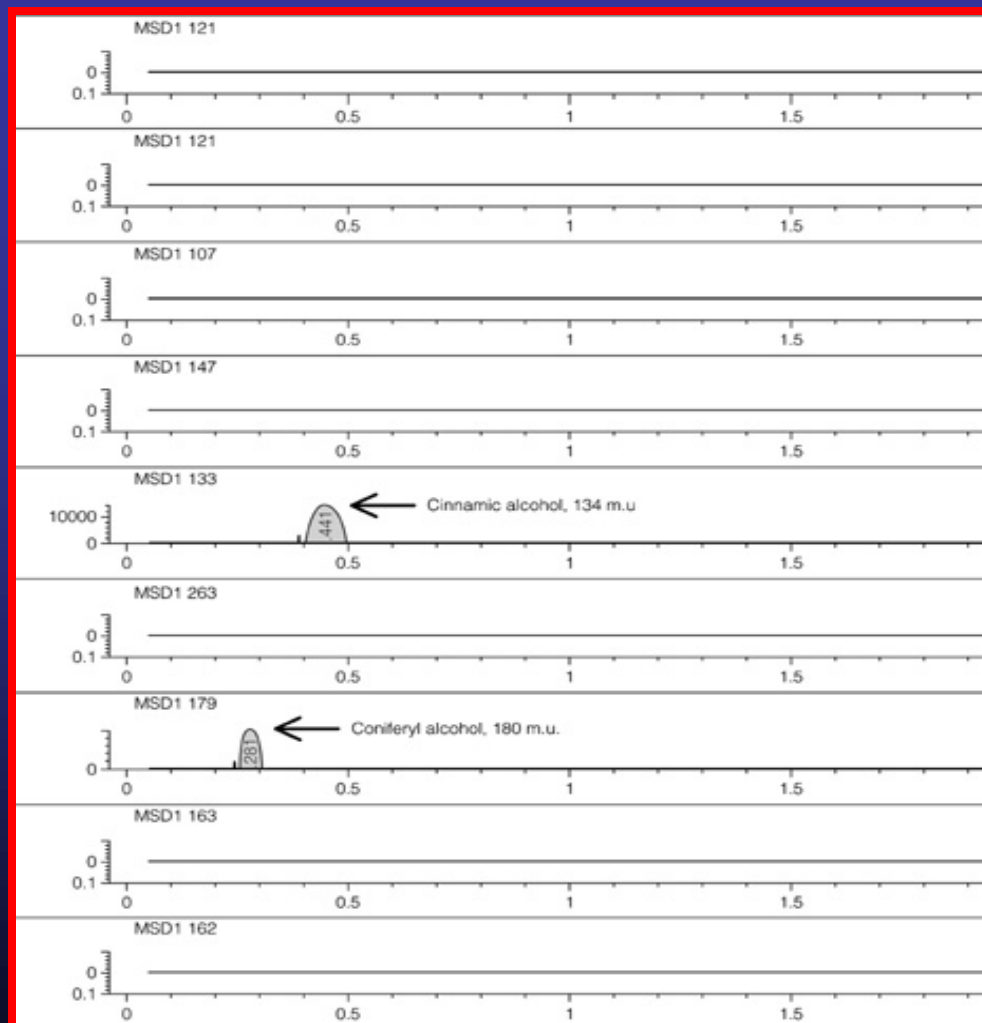 MSD1 121
0
0.1
0 0.5 1 1.5
MSD1 121
0
0.1
0 0.5 1 1.5
MSD1 107
0
0.1
0 0.5 1 1.5
MSD1 147
0
0.1
0 0.5 1 1.5
MSD1 133
Cinnamic alcohol, 134 m.u
10000
.441
0
0 0.5 1 1.5
MSD1 263
0
0.1
0 0.5 1 1.5
MSD1 179
Coniferyl alcohol, 180 m.u.
.281
0
0 0.5 1 1.5
MSD1 163
0
0.1
0 0.5 1 1.5
MSD1 162
0
0.1
0 0.5 1 1.5